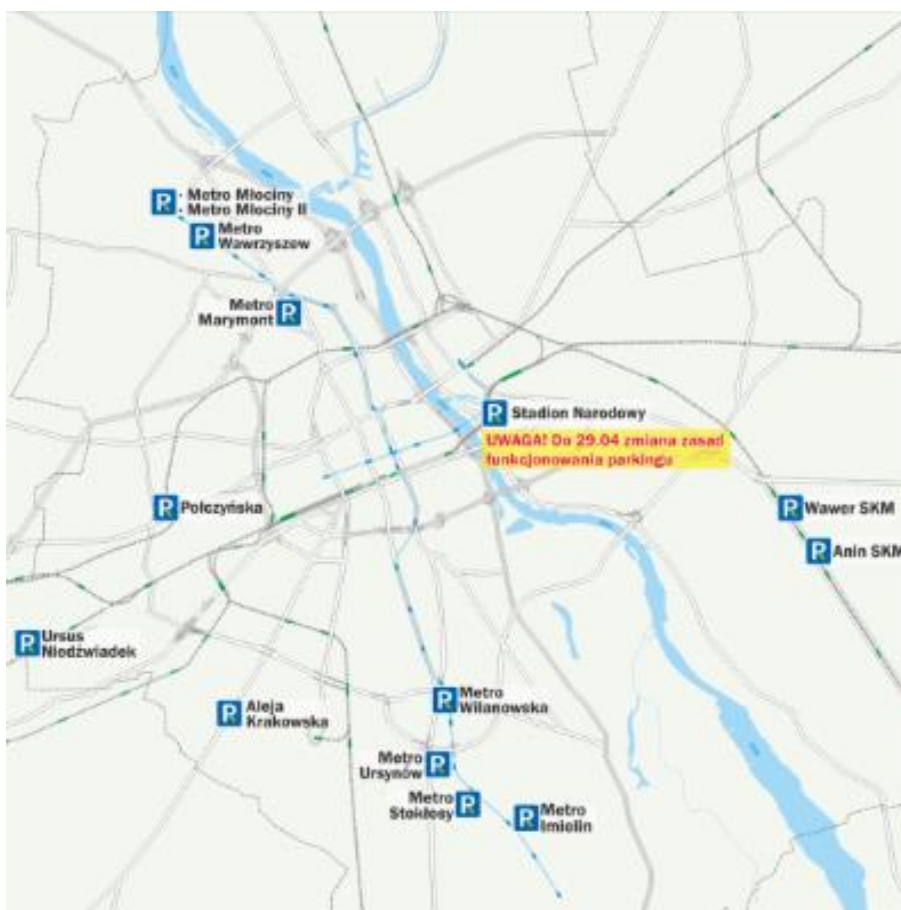 - Metro Młociny
- Metro Młociny II
Metro
Wawrzyszew
Metro
Marymont
Stadion Narodowy
UWAGA! Do 29.04 zmiana zasad
funkcjonowania parkingu
Połczyńska
Wawer SKM
Anin SKM
Ursus
Niedźwiadek
Aleja
Krakowska
Metro
Wilanowska
Metro
Ursynów
Metro
Stokłosy
Metro
Imielin
P
P
P
P
P
P
P
P
P
P
P
P
P